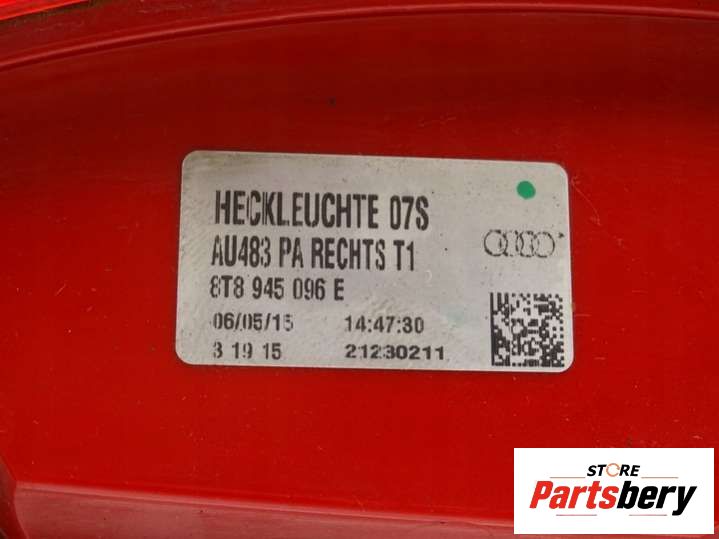 HECKLEUCHTE 07S
AU483 PA RECHTS T1
8T8 945 096 E
06/05/15 14:47:30
3 19 15 21230211
STORE
Partsbery